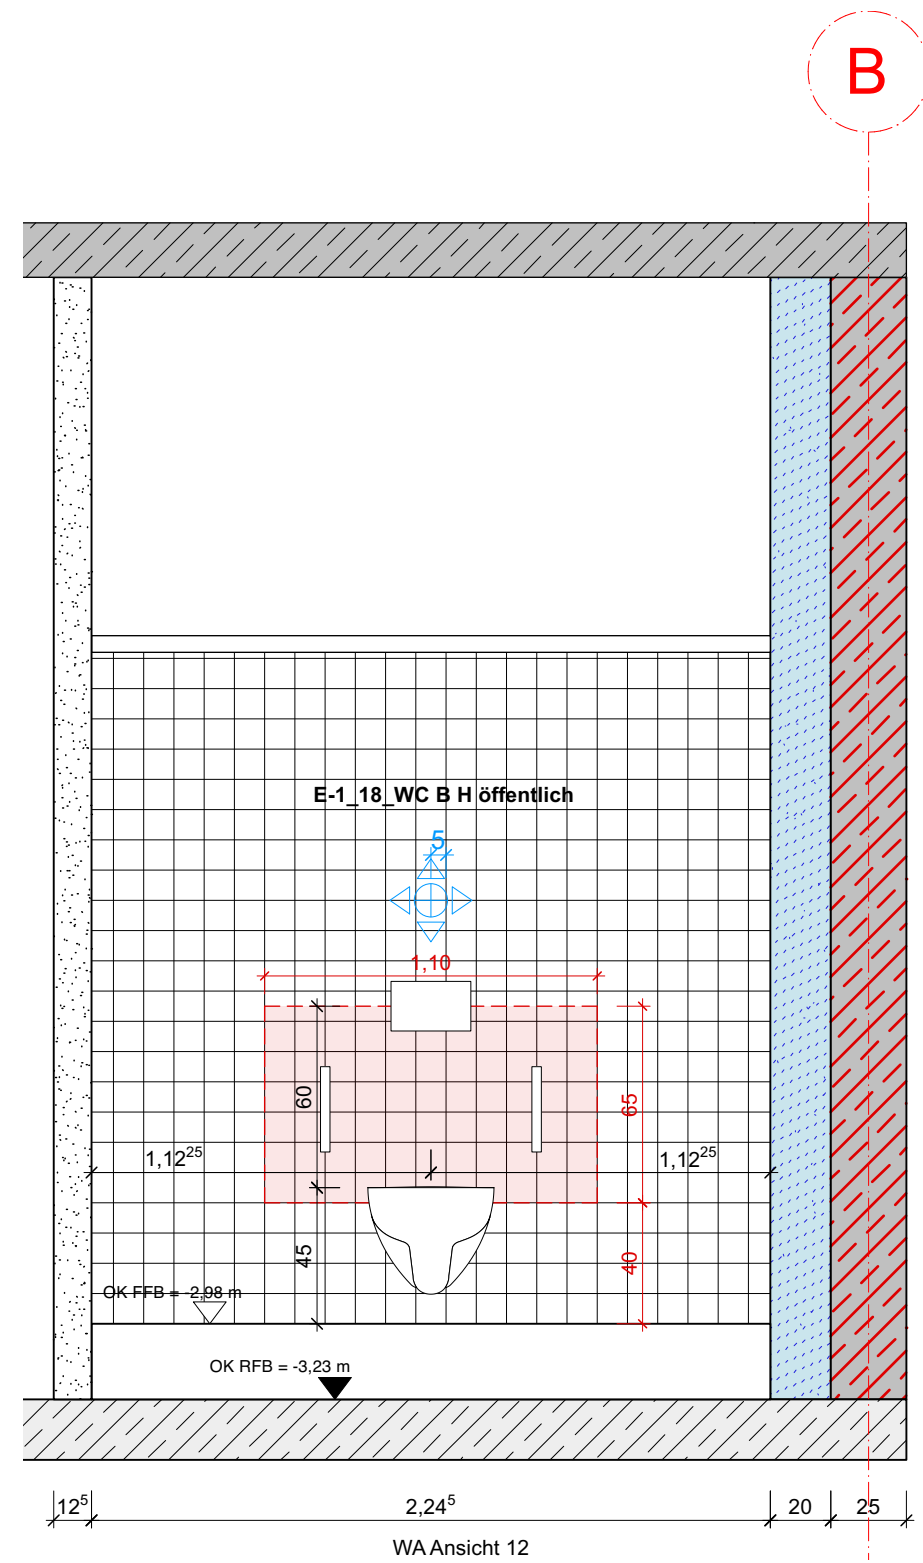 B
E-1_18_WC B H öffentlich
5
1,10
60
65
1,12²⁵
1,12²⁵
45
40
OK FFB = -2,98 m
OK RFB = -3,23 m
12⁵
2,24⁵
20
25
WA Ansicht 12